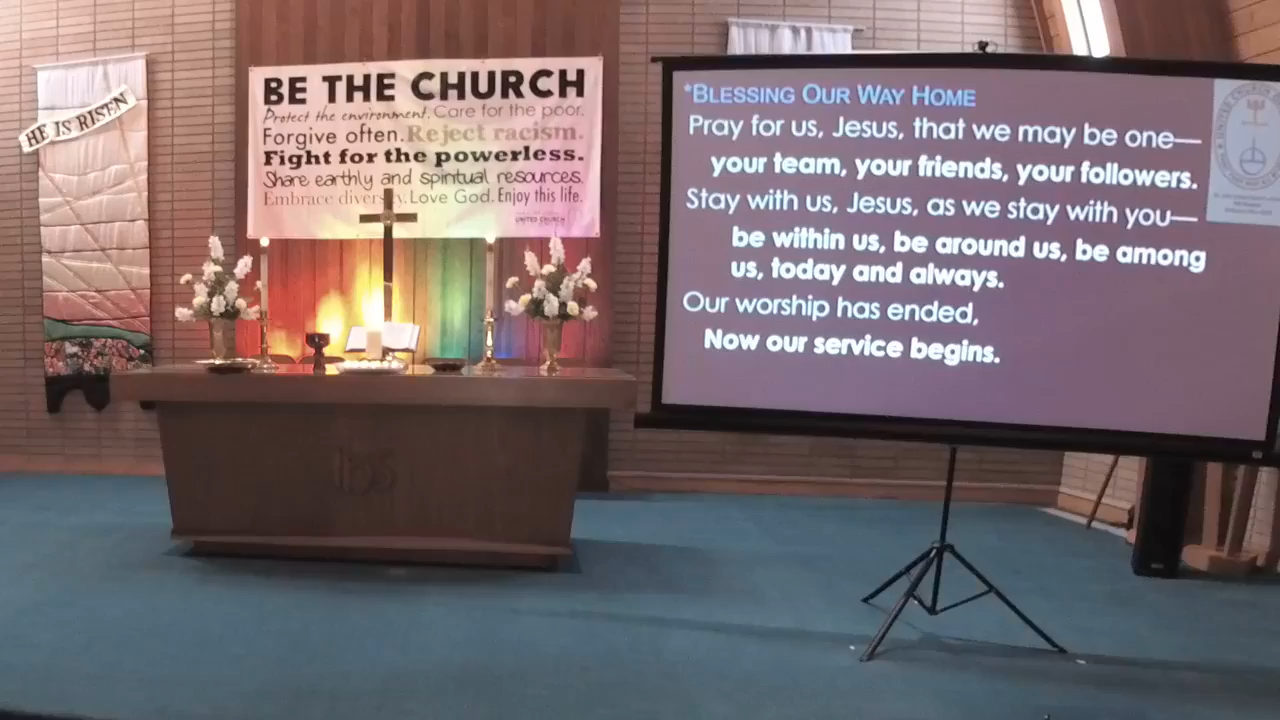 HE IS RISEN
BE THE CHURCH
Protect the environment. Care for the poor.
Forgive often. Reject racism.
Fight for the powerless.
Share earthly and spiritual resources.
Embrace diversity. Love God. Enjoy this life.
UNITED CHURCH
*BLESSING OUR WAY HOME
Pray for us, Jesus, that we may be one—
your team, your friends, your followers.
Stay with us, Jesus, as we stay with you—
be within us, be around us, be among
us, today and always.
Our worship has ended,
Now our service begins.